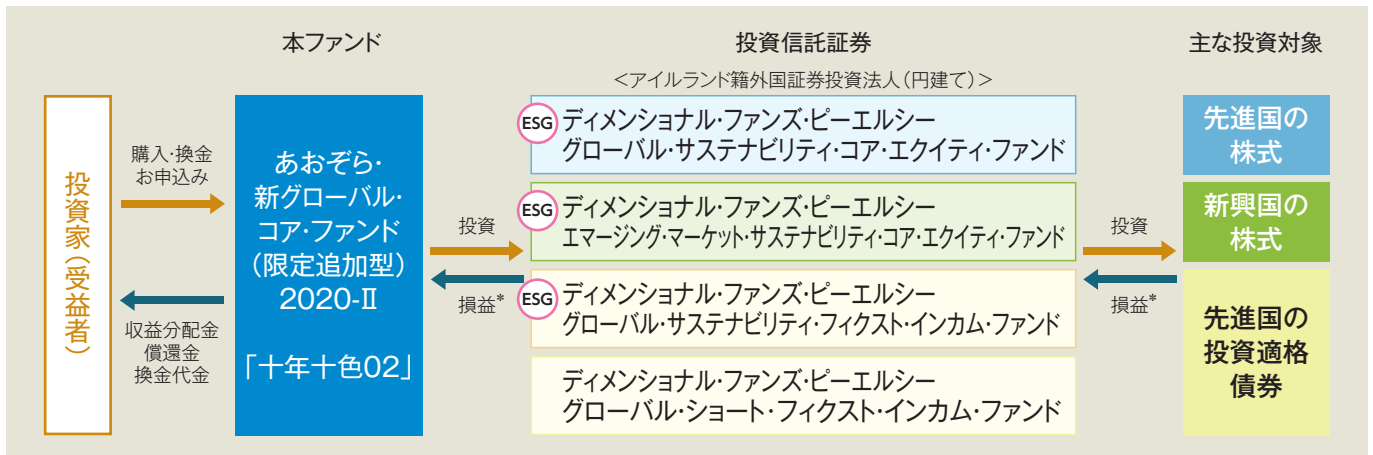 本ファンド
投資信託証券
主な投資対象
<アイルランド籍外国証券投資法人(円建て)>
投資家(受益者)
購入・換金
お申込み
収益分配金
償還金
換金代金
あおぞら・
新グローバル・
コア・ファンド
(限定追加型)
2020-Ⅱ
「十年十色02」
投資
損益*
ESG
ディメンショナル・ファンズ・ピーエルシー
グローバル・サステナビリティ・コア・エクイティ・ファンド
ESG
ディメンショナル・ファンズ・ピーエルシー
エマージング・マーケット・サステナビリティ・コア・エクイティ・ファンド
ESG
ディメンショナル・ファンズ・ピーエルシー
グローバル・サステナビリティ・フィクスト・インカム・ファンド
ディメンショナル・ファンズ・ピーエルシー
グローバル・ショート・フィクスト・インカム・ファンド
投資
損益*
先進国の
株式
新興国の
株式
先進国の
投資適格
債券